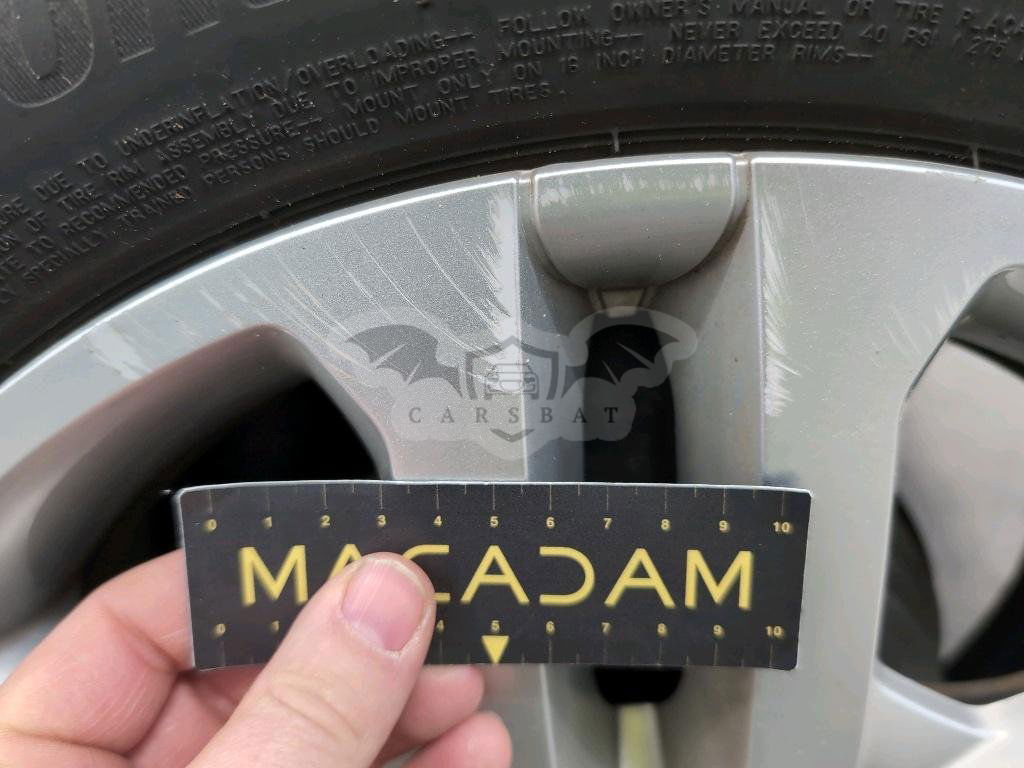 DUE TO UNDERINFLATION/OVERLOADING-- FOLLOW OWNER'S MANUAL OR TIRE
OF TIRE RIM ASSEMBLY DUE TO IMPROPER MOUNTING-- NEVER EXCEED 40 PSI (275
TO RECOMMENDED PRESSURE-- MOUNT ONLY ON 16 INCH DIAMETER RIMS--
SPECIALLY TRAINED PERSONS SHOULD MOUNT TIRES.
CARSBAT
0 1 2 3 4 5 6 7 8 9 10
MACADAM
0 1 4 5 6 7 8 9 10